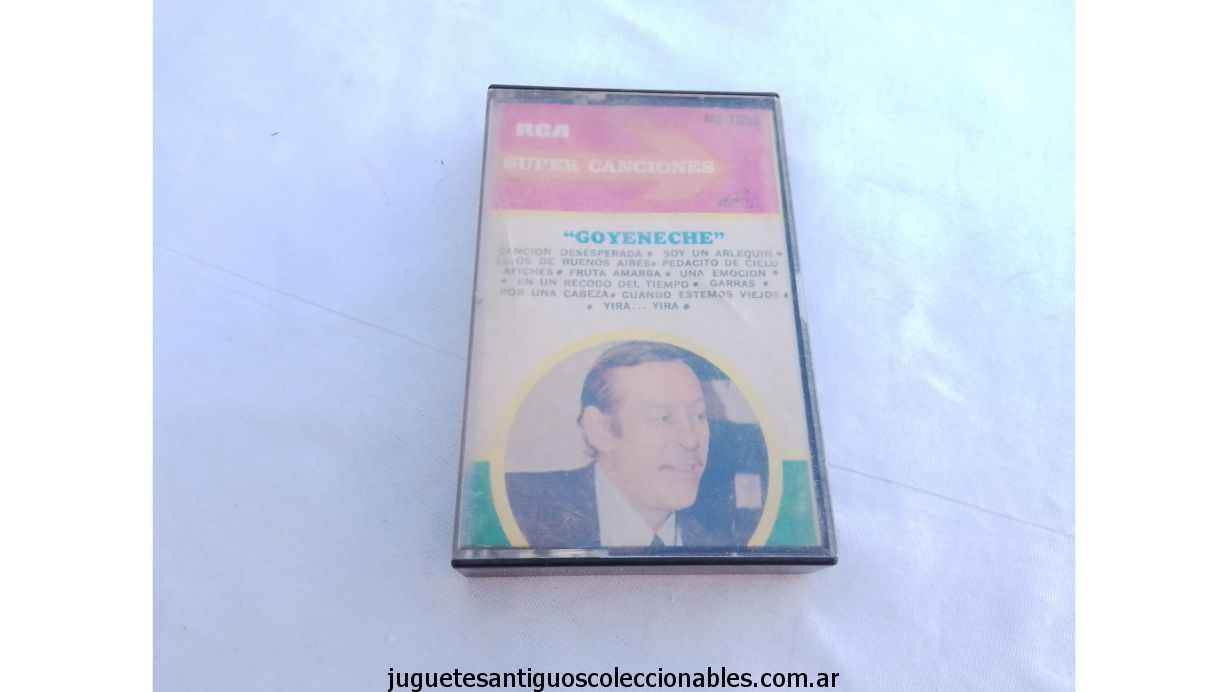 RCA
SUPER CANCIONES
"GOYENECHE"
CANCION DESESPERADA • SOY UN ARLEQUIN •
LEJOS DE BUENOS AIRES • PEDACITO DE CIELO
AFICHES • FRUTA AMARGA • UNA EMOCION •
• EN UN RECODO DEL TIEMPO • GARRAS •
POR UNA CABEZA • CUANDO ESTEMOS VIEJOS •
• YIRA... YIRA •
juguetesantiguoscoleccionables.com.ar